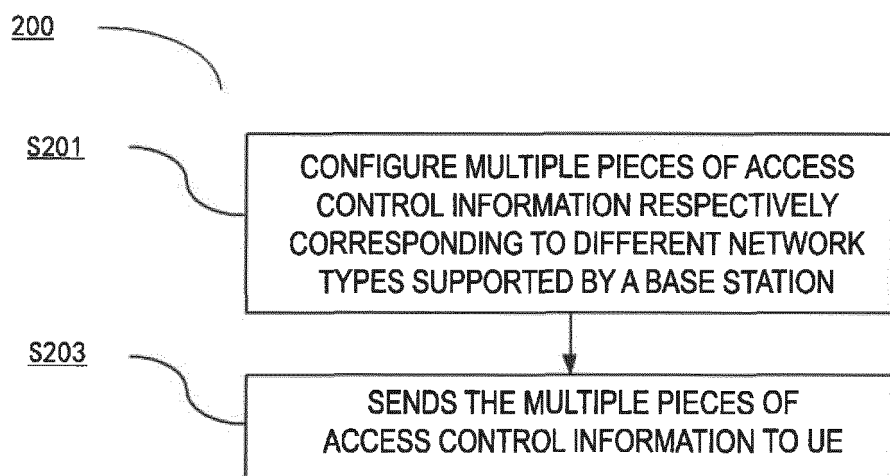 200
S201
CONFIGURE MULTIPLE PIECES OF ACCESS
CONTROL INFORMATION RESPECTIVELY
CORRESPONDING TO DIFFERENT NETWORK
TYPES SUPPORTED BY A BASE STATION
S203
SENDS THE MULTIPLE PIECES OF
ACCESS CONTROL INFORMATION TO UE